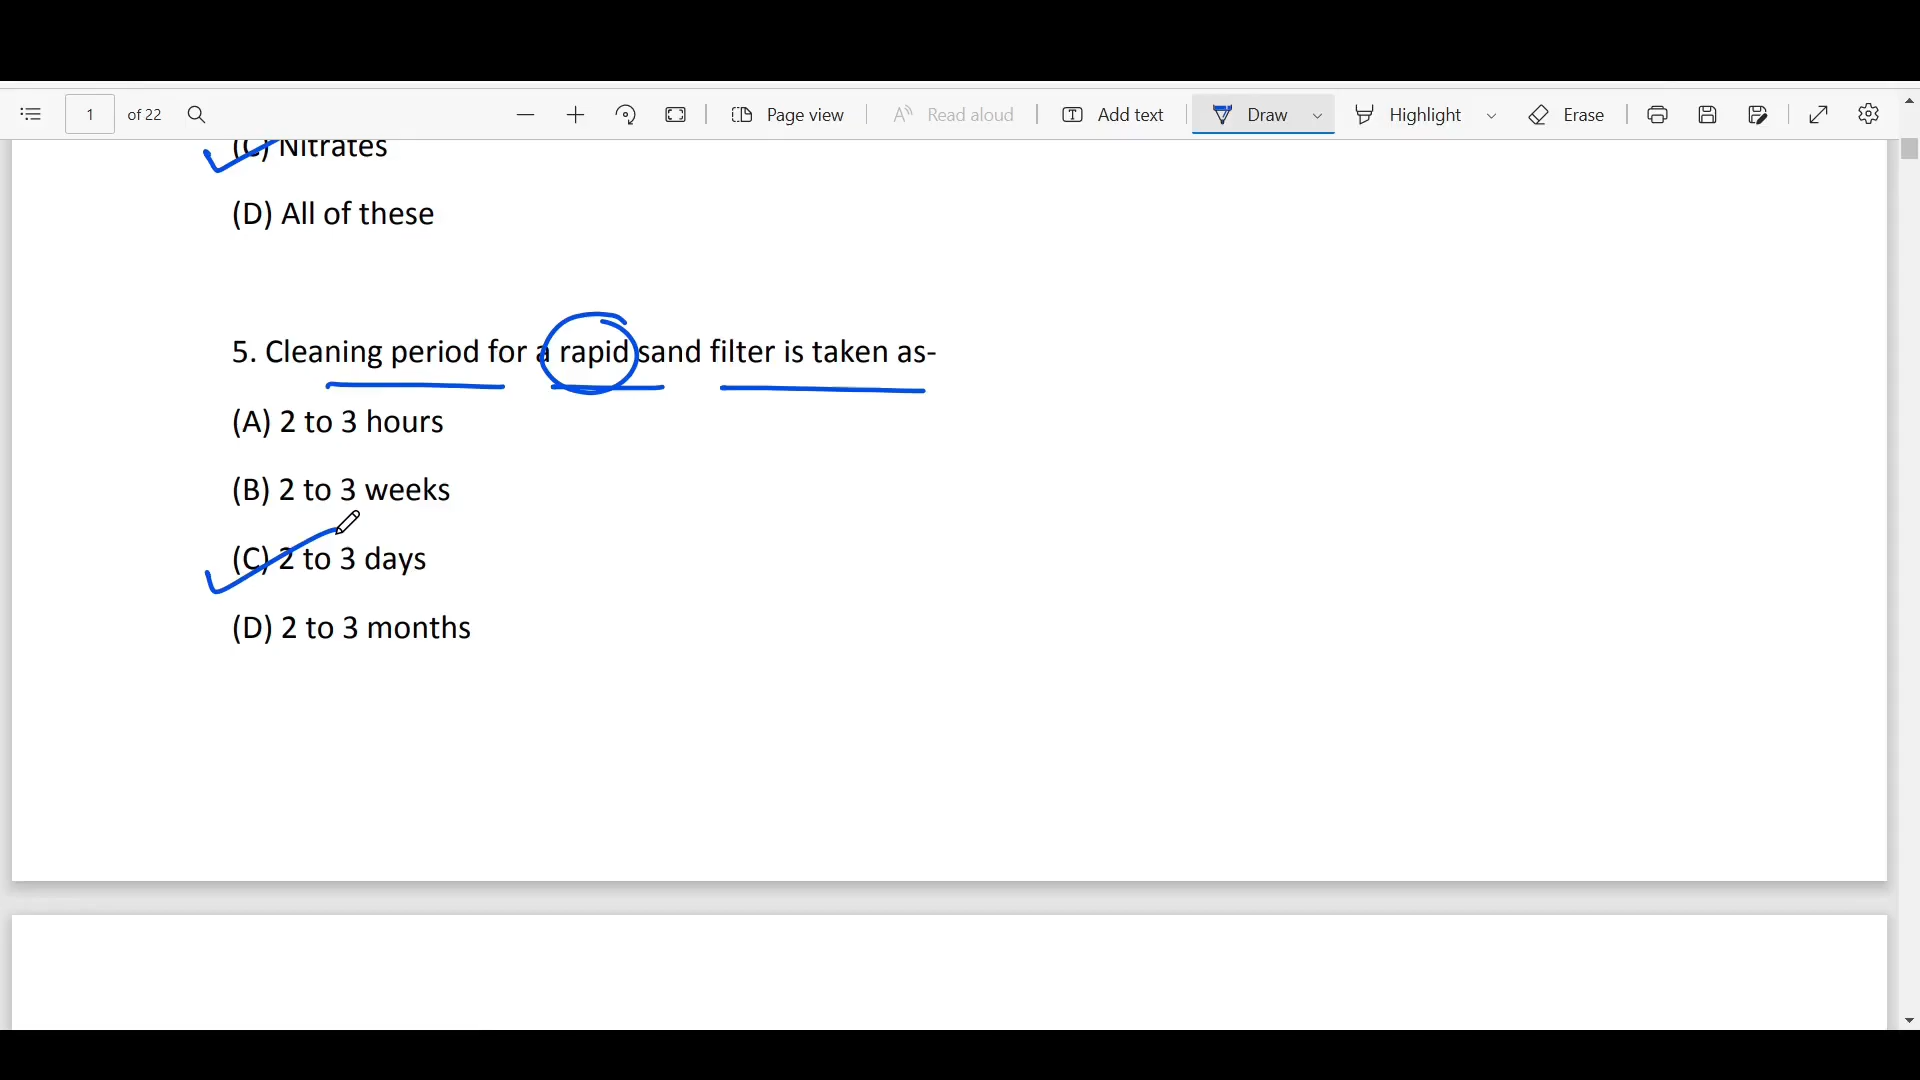 1 of 22 Page view Read aloud Add text Draw Highlight Erase
(C) Nitrates
(D) All of these
5. Cleaning period for a rapid sand filter is taken as-
(A) 2 to 3 hours
(B) 2 to 3 weeks
(C) 2 to 3 days
(D) 2 to 3 months